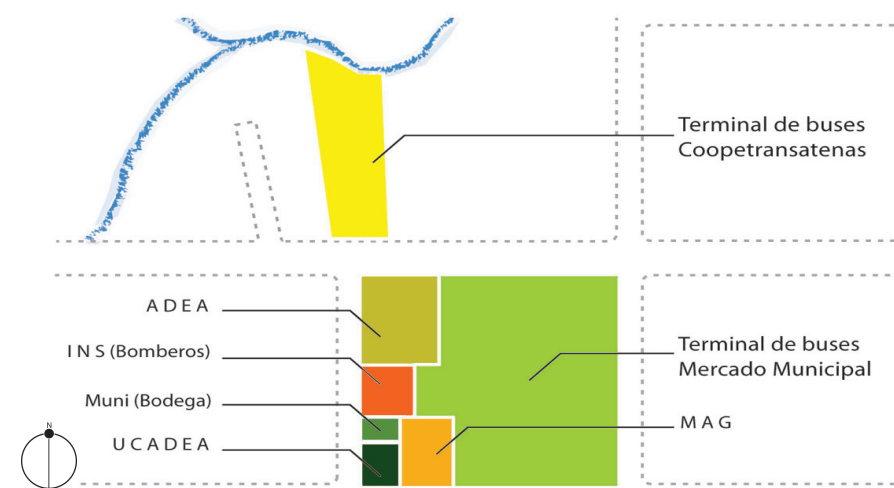 Terminal de buses
Coopetransatenas
A D E A
I N S (Bomberos)
Muni (Bodega)
U C A D E A
Terminal de buses
Mercado Municipal
M A G
N